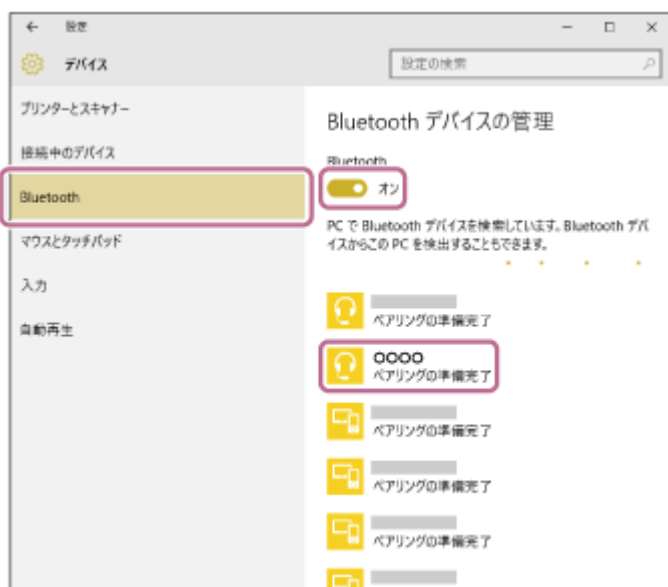 設定
デバイス
設定の検索
プリンターとスキャナー
接続中のデバイス
Bluetooth
マウスとタッチパッド
入力
自動再生
Bluetooth デバイスの管理
Bluetooth
オン
PC で Bluetooth デバイスを検索しています。Bluetooth デバ
イスからこの PC を検出することもできます。
ペアリングの準備完了
OOOO
ペアリングの準備完了
ペアリングの準備完了
ペアリングの準備完了
ペアリングの準備完了